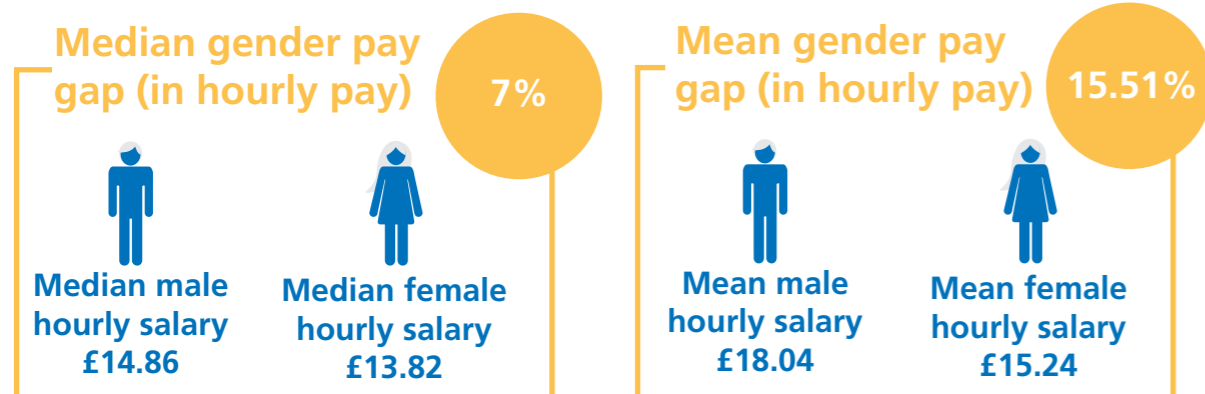 Median gender pay
gap (in hourly pay)
7%
Median male
hourly salary
£14.86
Median female
hourly salary
£13.82
Mean gender pay
gap (in hourly pay)
15.51%
Mean male
hourly salary
£18.04
Mean female
hourly salary
£15.24